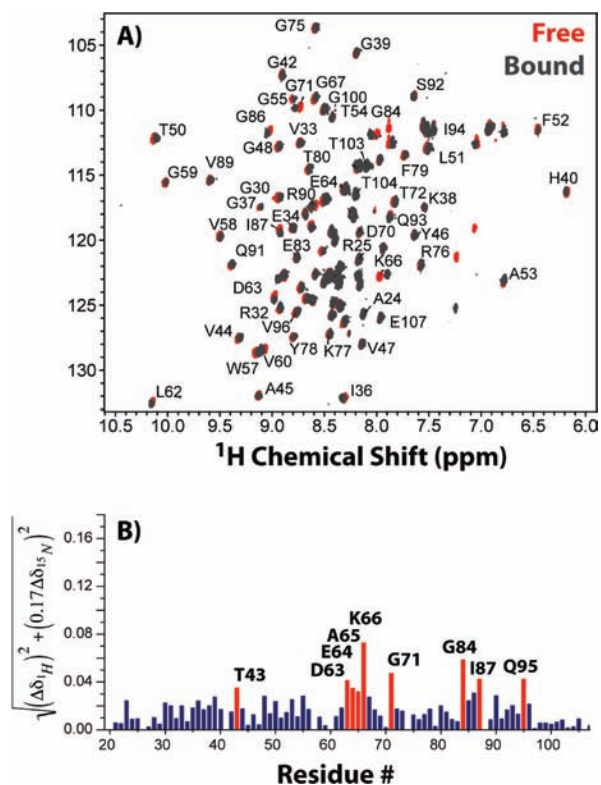 A)
Free
Bound
G75
G39
G42
G67
G71
G55
G100
S92
T54
G84
G86
F52
T50
V33
I94
G48
T103
L51
V89
T80
G59
F79
H40
G30
E64
R90
T104
T72
K38
G37
E34
Q93
V58
I87
D70
Y46
E83
R25
R76
Q91
K66
D63
A53
A24
R32
V96
E107
V44
Y78
K77
V47
W57
V60
L62
A45
I36
105
110
115
120
125
130
10.5 10.0 9.5 9.0 8.5 8.0 7.5 7.0 6.5 6.0
¹H Chemical Shift (ppm)
B)
√(Δδ1H)² + (0.17Δδ15N)²
0.16
0.12
0.08
0.04
0.00
K66
A65
E64
D63
T43
G71
G84
I87
Q95
20 30 40 50 60 70 80 90 100
Residue #